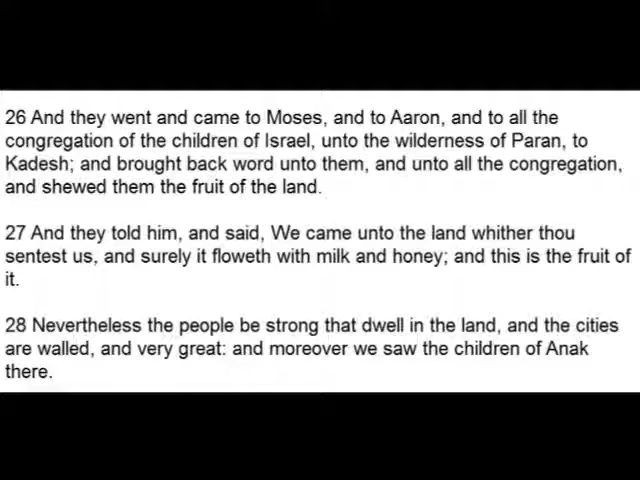 26 And they went and came to Moses, and to Aaron, and to all the
congregation of the children of Israel, unto the wilderness of Paran, to
Kadesh; and brought back word unto them, and unto all the congregation,
and shewed them the fruit of the land.
27 And they told him, and said, We came unto the land whither thou
sentest us, and surely it floweth with milk and honey; and this is the fruit of
it.
28 Nevertheless the people be strong that dwell in the land, and the cities
are walled, and very great: and moreover we saw the children of Anak
there.